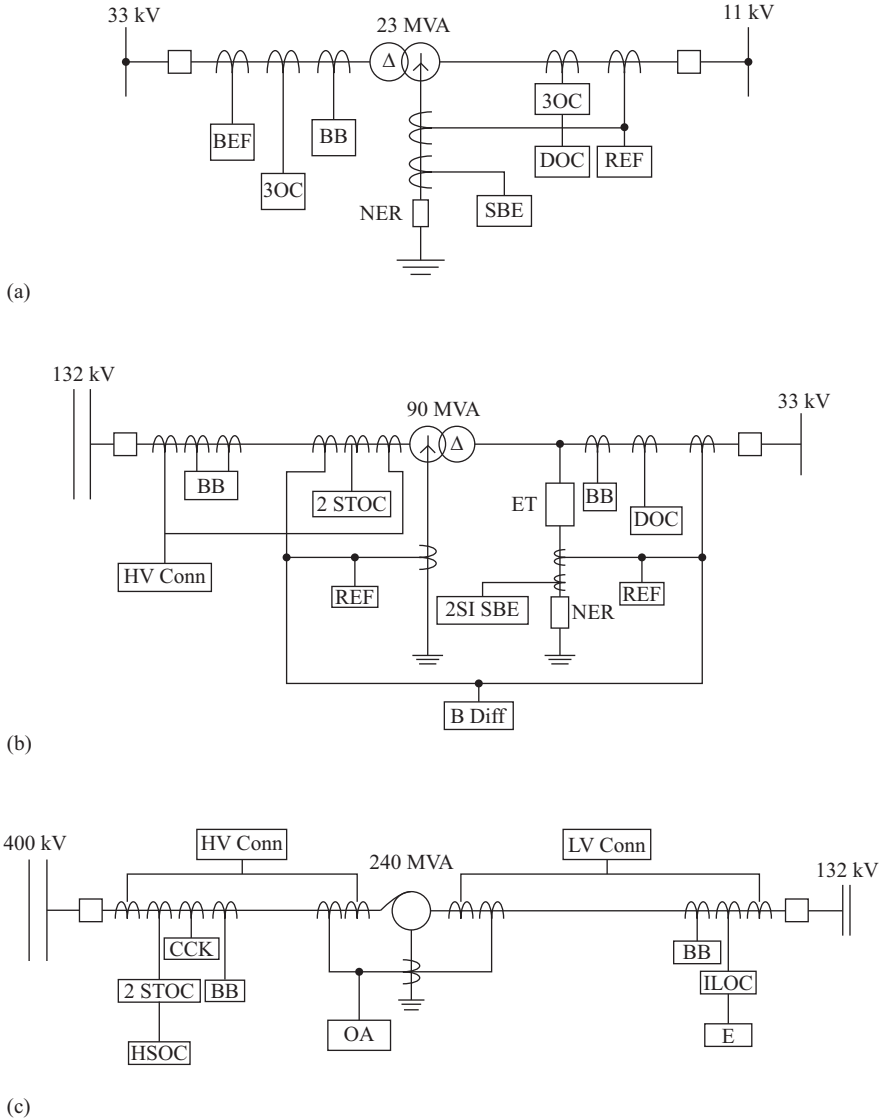 33 kV
23 MVA
11 kV
BEF
3OC
BB
3OC
DOC
REF
NER
SBE
(a)
132 kV
90 MVA
33 kV
BB
2 STOC
ET
BB
DOC
HV Conn
REF
2SI SBE
NER
REF
B Diff
(b)
400 kV
HV Conn
240 MVA
LV Conn
132 kV
CCK
2 STOC
BB
HSOC
OA
BB
ILOC
E
(c)